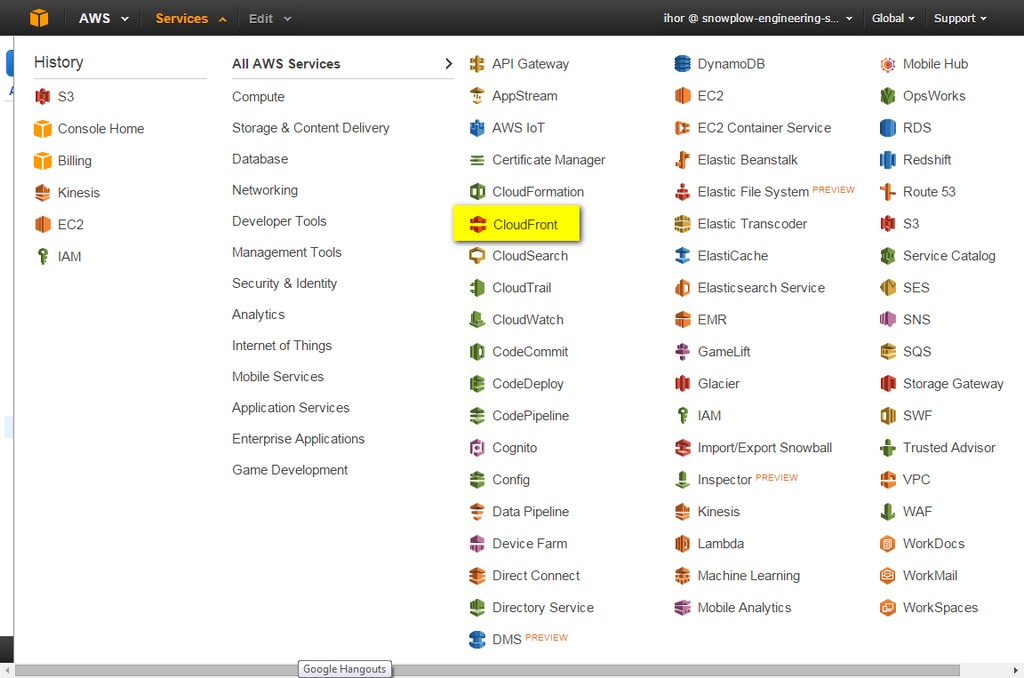 AWS Services Edit ihor @ snowplow-engineering-s... Global Support
History
S3
Console Home
Billing
Kinesis
EC2
IAM
All AWS Services
Compute
Storage & Content Delivery
Database
Networking
Developer Tools
Management Tools
Security & Identity
Analytics
Internet of Things
Mobile Services
Application Services
Enterprise Applications
Game Development
API Gateway
AppStream
AWS IoT
Certificate Manager
CloudFormation
CloudFront
CloudSearch
CloudTrail
CloudWatch
CodeCommit
CodeDeploy
CodePipeline
Cognito
Config
Data Pipeline
Device Farm
Direct Connect
Directory Service
DMS PREVIEW
DynamoDB
EC2
EC2 Container Service
Elastic Beanstalk
Elastic File System PREVIEW
Elastic Transcoder
ElastiCache
Elasticsearch Service
EMR
GameLift
Glacier
IAM
Import/Export Snowball
Inspector PREVIEW
Kinesis
Lambda
Machine Learning
Mobile Analytics
Mobile Hub
OpsWorks
RDS
Redshift
Route 53
S3
Service Catalog
SES
SNS
SQS
Storage Gateway
SWF
Trusted Advisor
VPC
WAF
WorkDocs
WorkMail
WorkSpaces
Google Hangouts